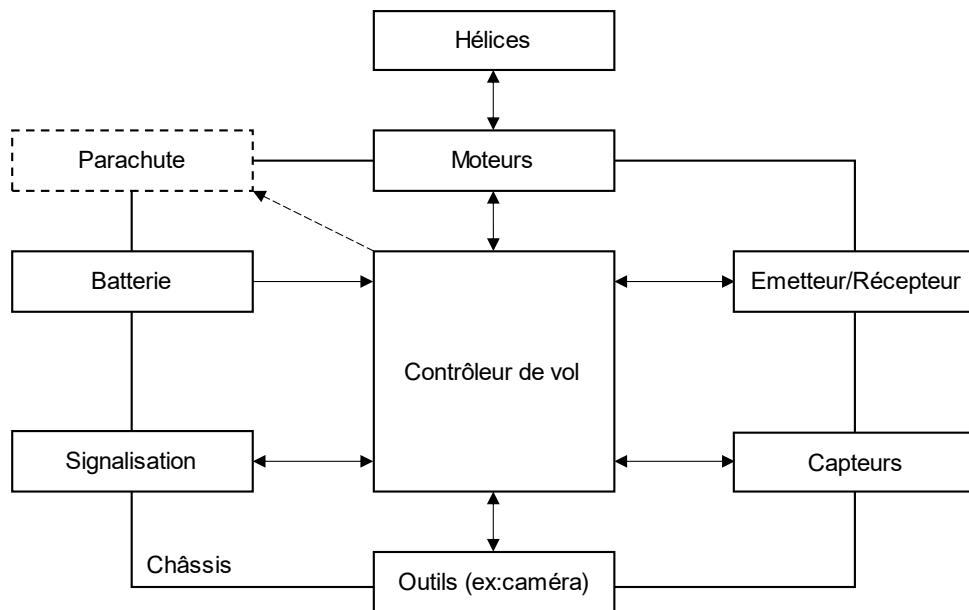 Hélices
Parachute
Moteurs
Batterie
Emetteur/Récepteur
Contrôleur de vol
Signalisation
Capteurs
Châssis
Outils (ex:caméra)